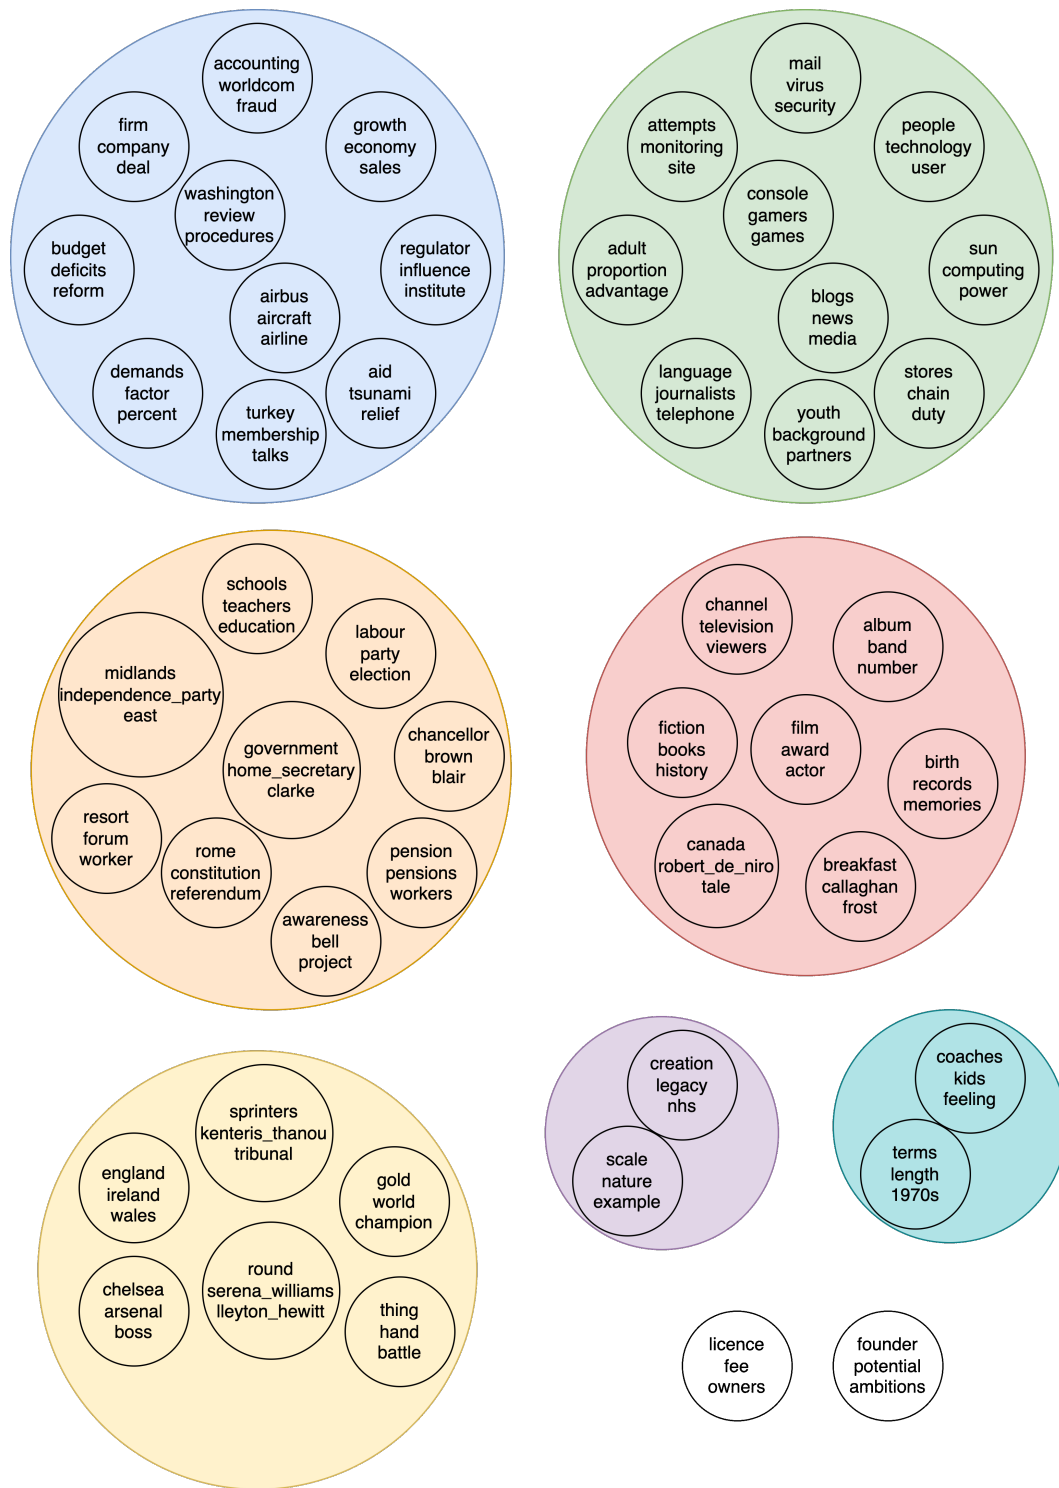 accounting
worldcom
fraud
firm
company
deal
growth
economy
sales
washington
review
procedures
budget
deficits
reform
regulator
influence
institute
airbus
aircraft
airline
demands
factor
percent
aid
tsunami
relief
turkey
membership
talks
mail
virus
security
attempts
monitoring
site
people
technology
user
console
gamers
games
adult
proportion
advantage
sun
computing
power
blogs
news
media
language
journalists
telephone
stores
chain
duty
youth
background
partners
schools
teachers
education
labour
party
election
midlands
independence_party
east
chancellor
brown
blair
government
home_secretary
clarke
resort
forum
worker
rome
constitution
referendum
pension
pensions
workers
awareness
bell
project
channel
television
viewers
album
band
number
fiction
books
history
film
award
actor
birth
records
memories
canada
robert_de_niro
tale
breakfast
callaghan
frost
sprinters
kenteris_thanou
tribunal
england
ireland
wales
gold
world
champion
round
serena_williams
lleyton_hewitt
chelsea
arsenal
boss
thing
hand
battle
creation
legacy
nhs
scale
nature
example
coaches
kids
feeling
terms
length
1970s
licence
fee
owners
founder
potential
ambitions